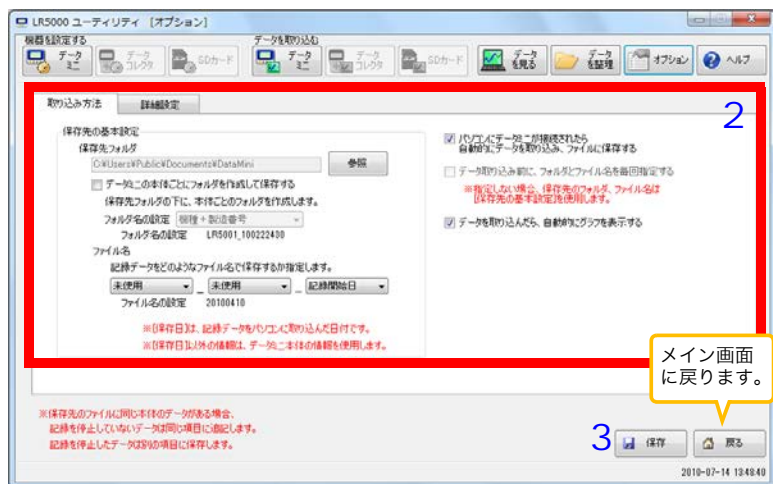 LR5000 ユーティリティ [オプション]
機器を設定する
データを取り込む
データ
ミニ
データ
コレクタ
SDカード
データ
ミニ
データ
コレクタ
SDカード
データ
を見る
データ
を整理
オプション
ヘルプ
取り込み方法
詳細設定
2
保存先の基本設定
保存先フォルダ
C:¥Users¥Public¥Documents¥DataMini
参照
データミニの本体ごとにフォルダを作成して保存する
保存先フォルダの下に、本体ごとのフォルダを作成します。
フォルダ名の設定 機種+製造番号
フォルダ名の設定 LR5001_100222430
ファイル名
記録データをどのようなファイル名で保存するか指定します。
未使用 _ 未使用 _ 記録開始日
ファイル名の設定 20100410
※[保存日]は、記録データをパソコンに取り込んだ日付です。
※[保存日]以外の情報は、データミニ本体の情報を使用します。
パソコンにデータミニが接続されたら
自動的にデータを取り込み、ファイルに保存する
データ取り込み前に、フォルダとファイル名を毎回指定する
※指定しない場合、保存先のフォルダ、ファイル名は
[保存先の基本設定]を使用します。
データを取り込んだら、自動的にグラフを表示する
メイン画面
に戻ります。
※保存先のファイルに同じ本体のデータがある場合、
記録を停止していないデータは同じ項目に追記します。
記録を停止したデータは別の項目に保存します。
3
保存
戻る
2010-07-14 13:48:40